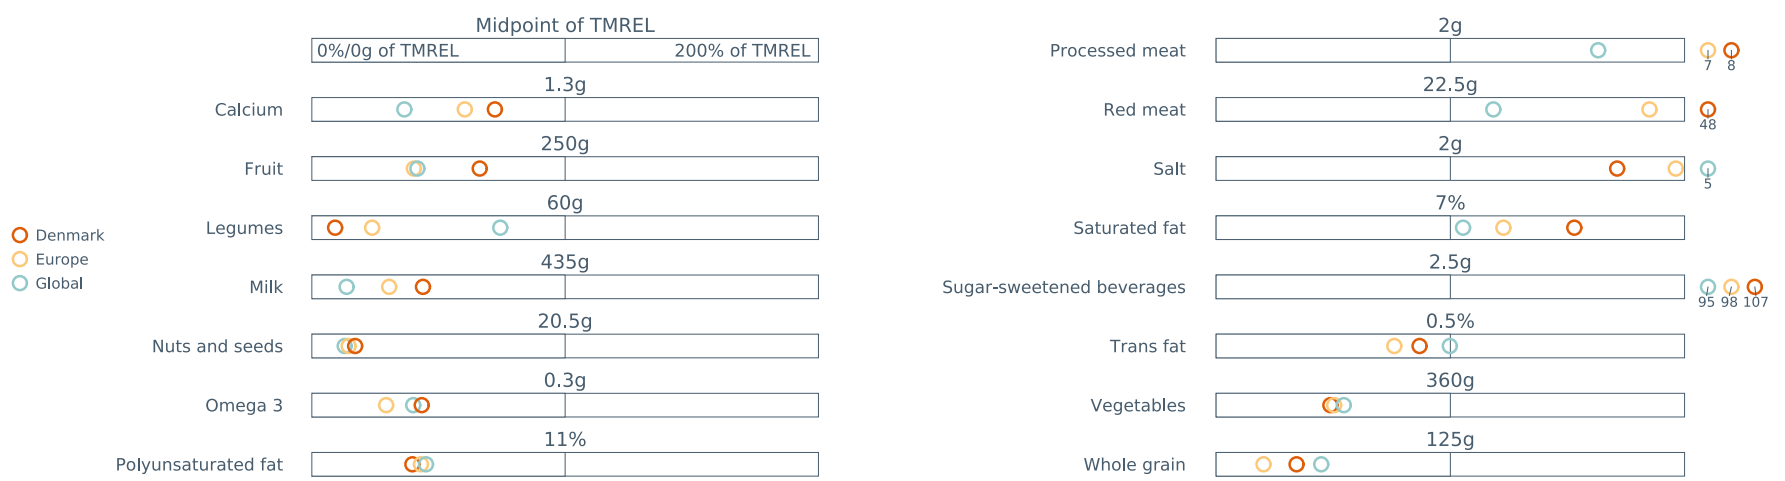 Midpoint of TMREL
0%/0g of TMREL
200% of TMREL
1.3g
Calcium
250g
Fruit
60g
Legumes
435g
Milk
20.5g
Nuts and seeds
0.3g
Omega 3
11%
Polyunsaturated fat
Denmark
Europe
Global
2g
Processed meat
7 8
22.5g
Red meat
48
2g
Salt
5
7%
Saturated fat
2.5g
Sugar-sweetened beverages
95 98 107
0.5%
Trans fat
360g
Vegetables
125g
Whole grain